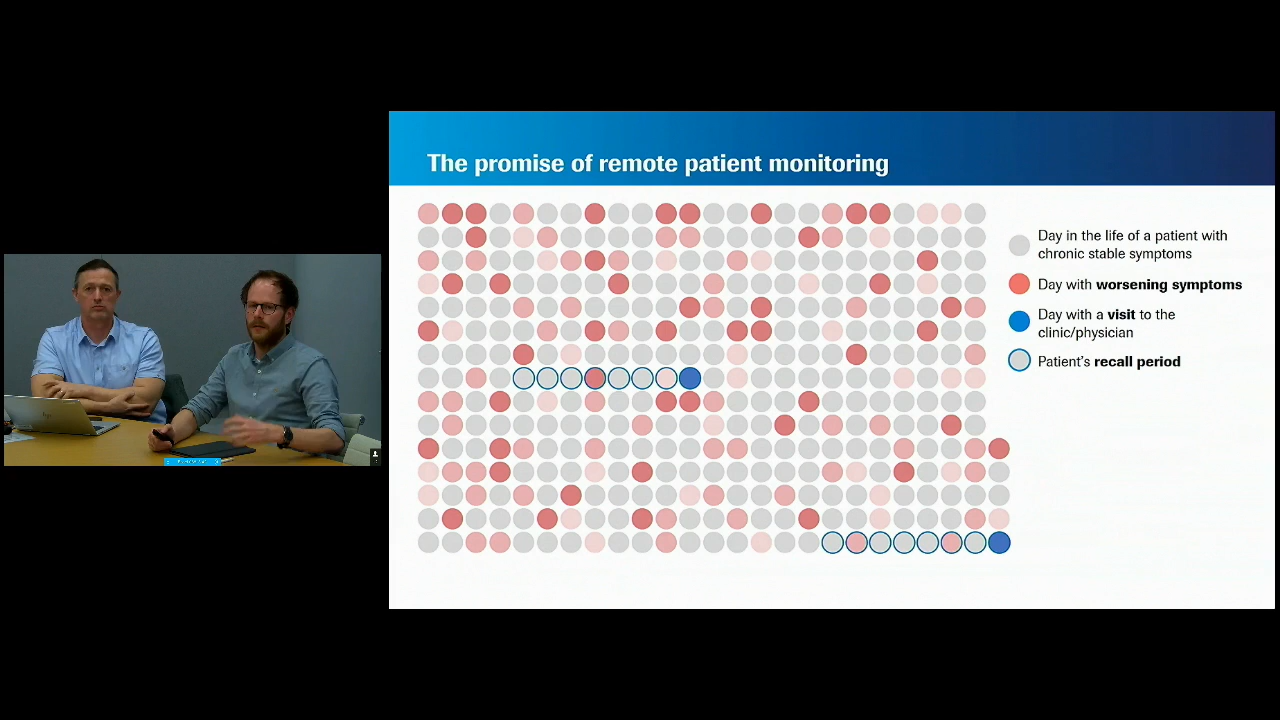 The promise of remote patient monitoring
Day in the life of a patient with
chronic stable symptoms
Day with worsening symptoms
Day with a visit to the
clinic/physician
Patient's recall period